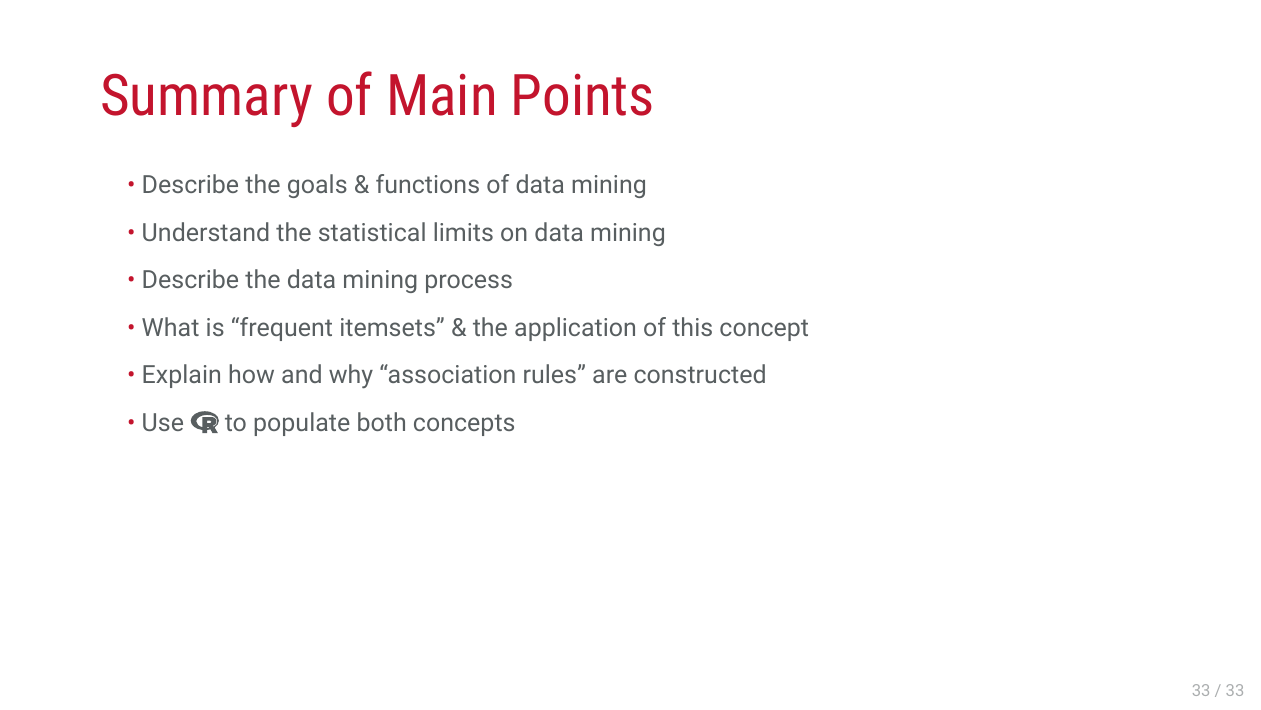 Summary of Main Points
• Describe the goals & functions of data mining
• Understand the statistical limits on data mining
• Describe the data mining process
• What is “frequent itemsets” & the application of this concept
• Explain how and why “association rules” are constructed
• Use R to populate both concepts
33 / 33